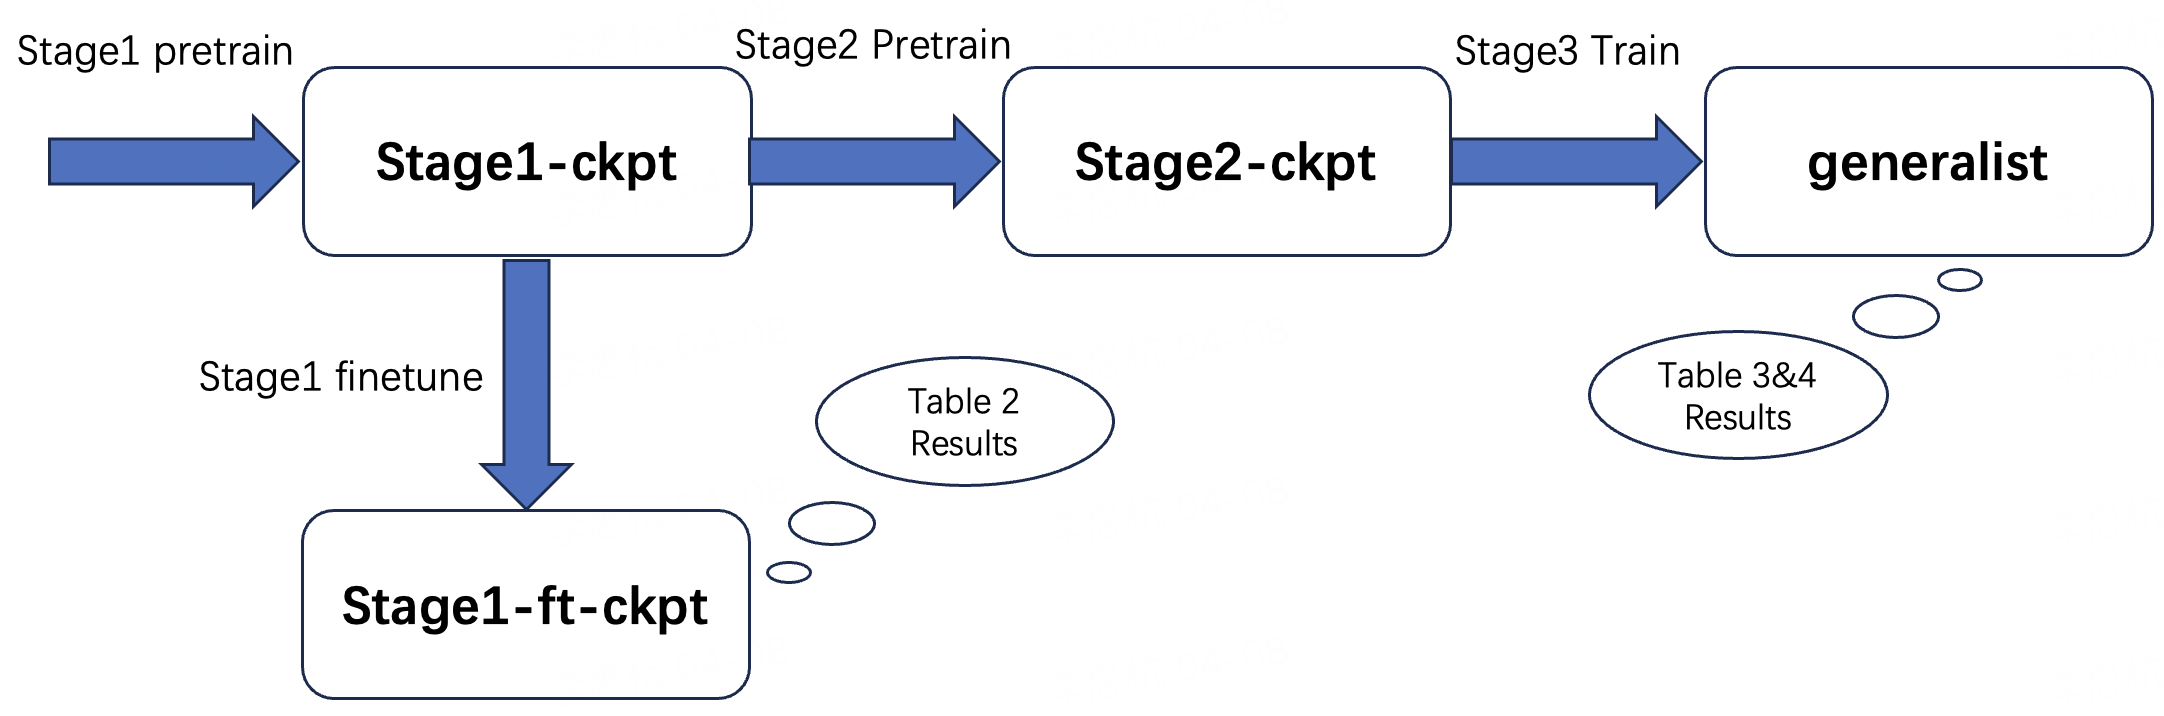 Stage1 pretrain
Stage2 Pretrain
Stage3 Train
Stage1-ckpt
Stage2-ckpt
generalist
Stage1 finetune
Table 2
Results
Table 3&4
Results
Stage1-ft-ckpt